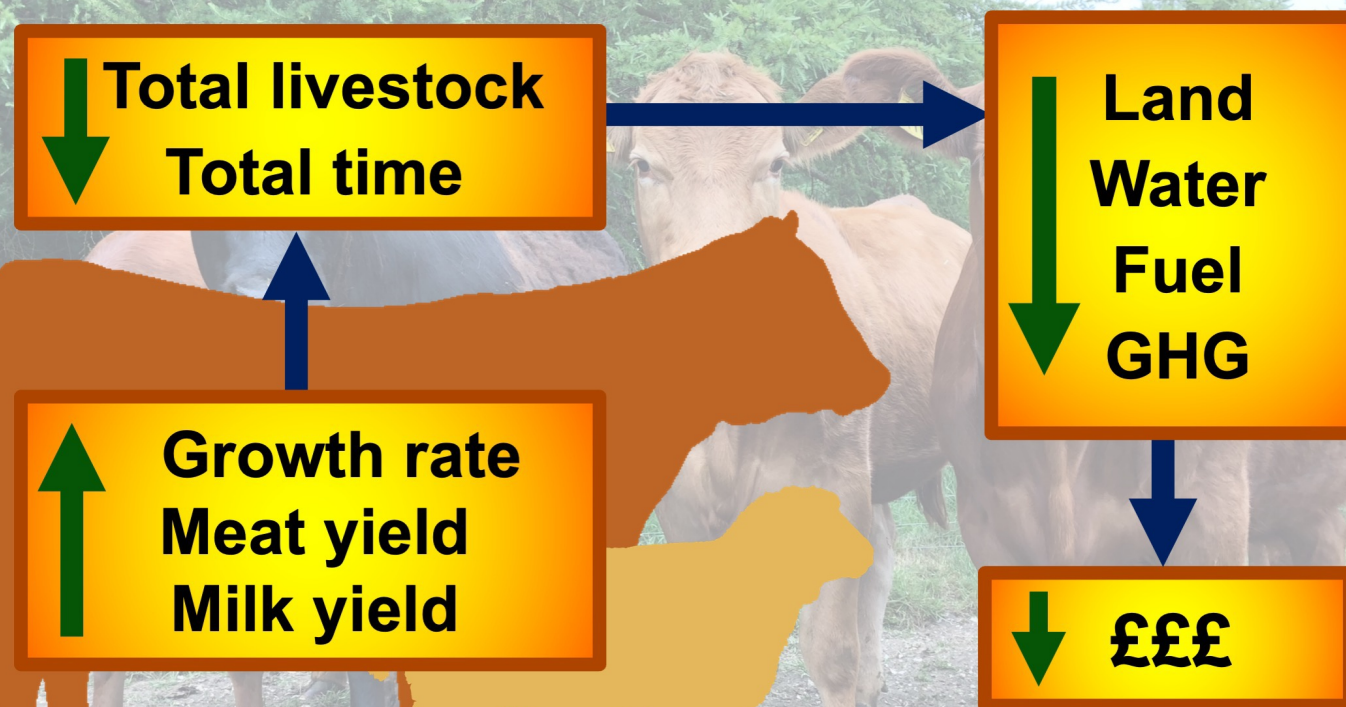 Total livestock
Total time
Land
Water
Fuel
GHG
Growth rate
Meat yield
Milk yield
£££